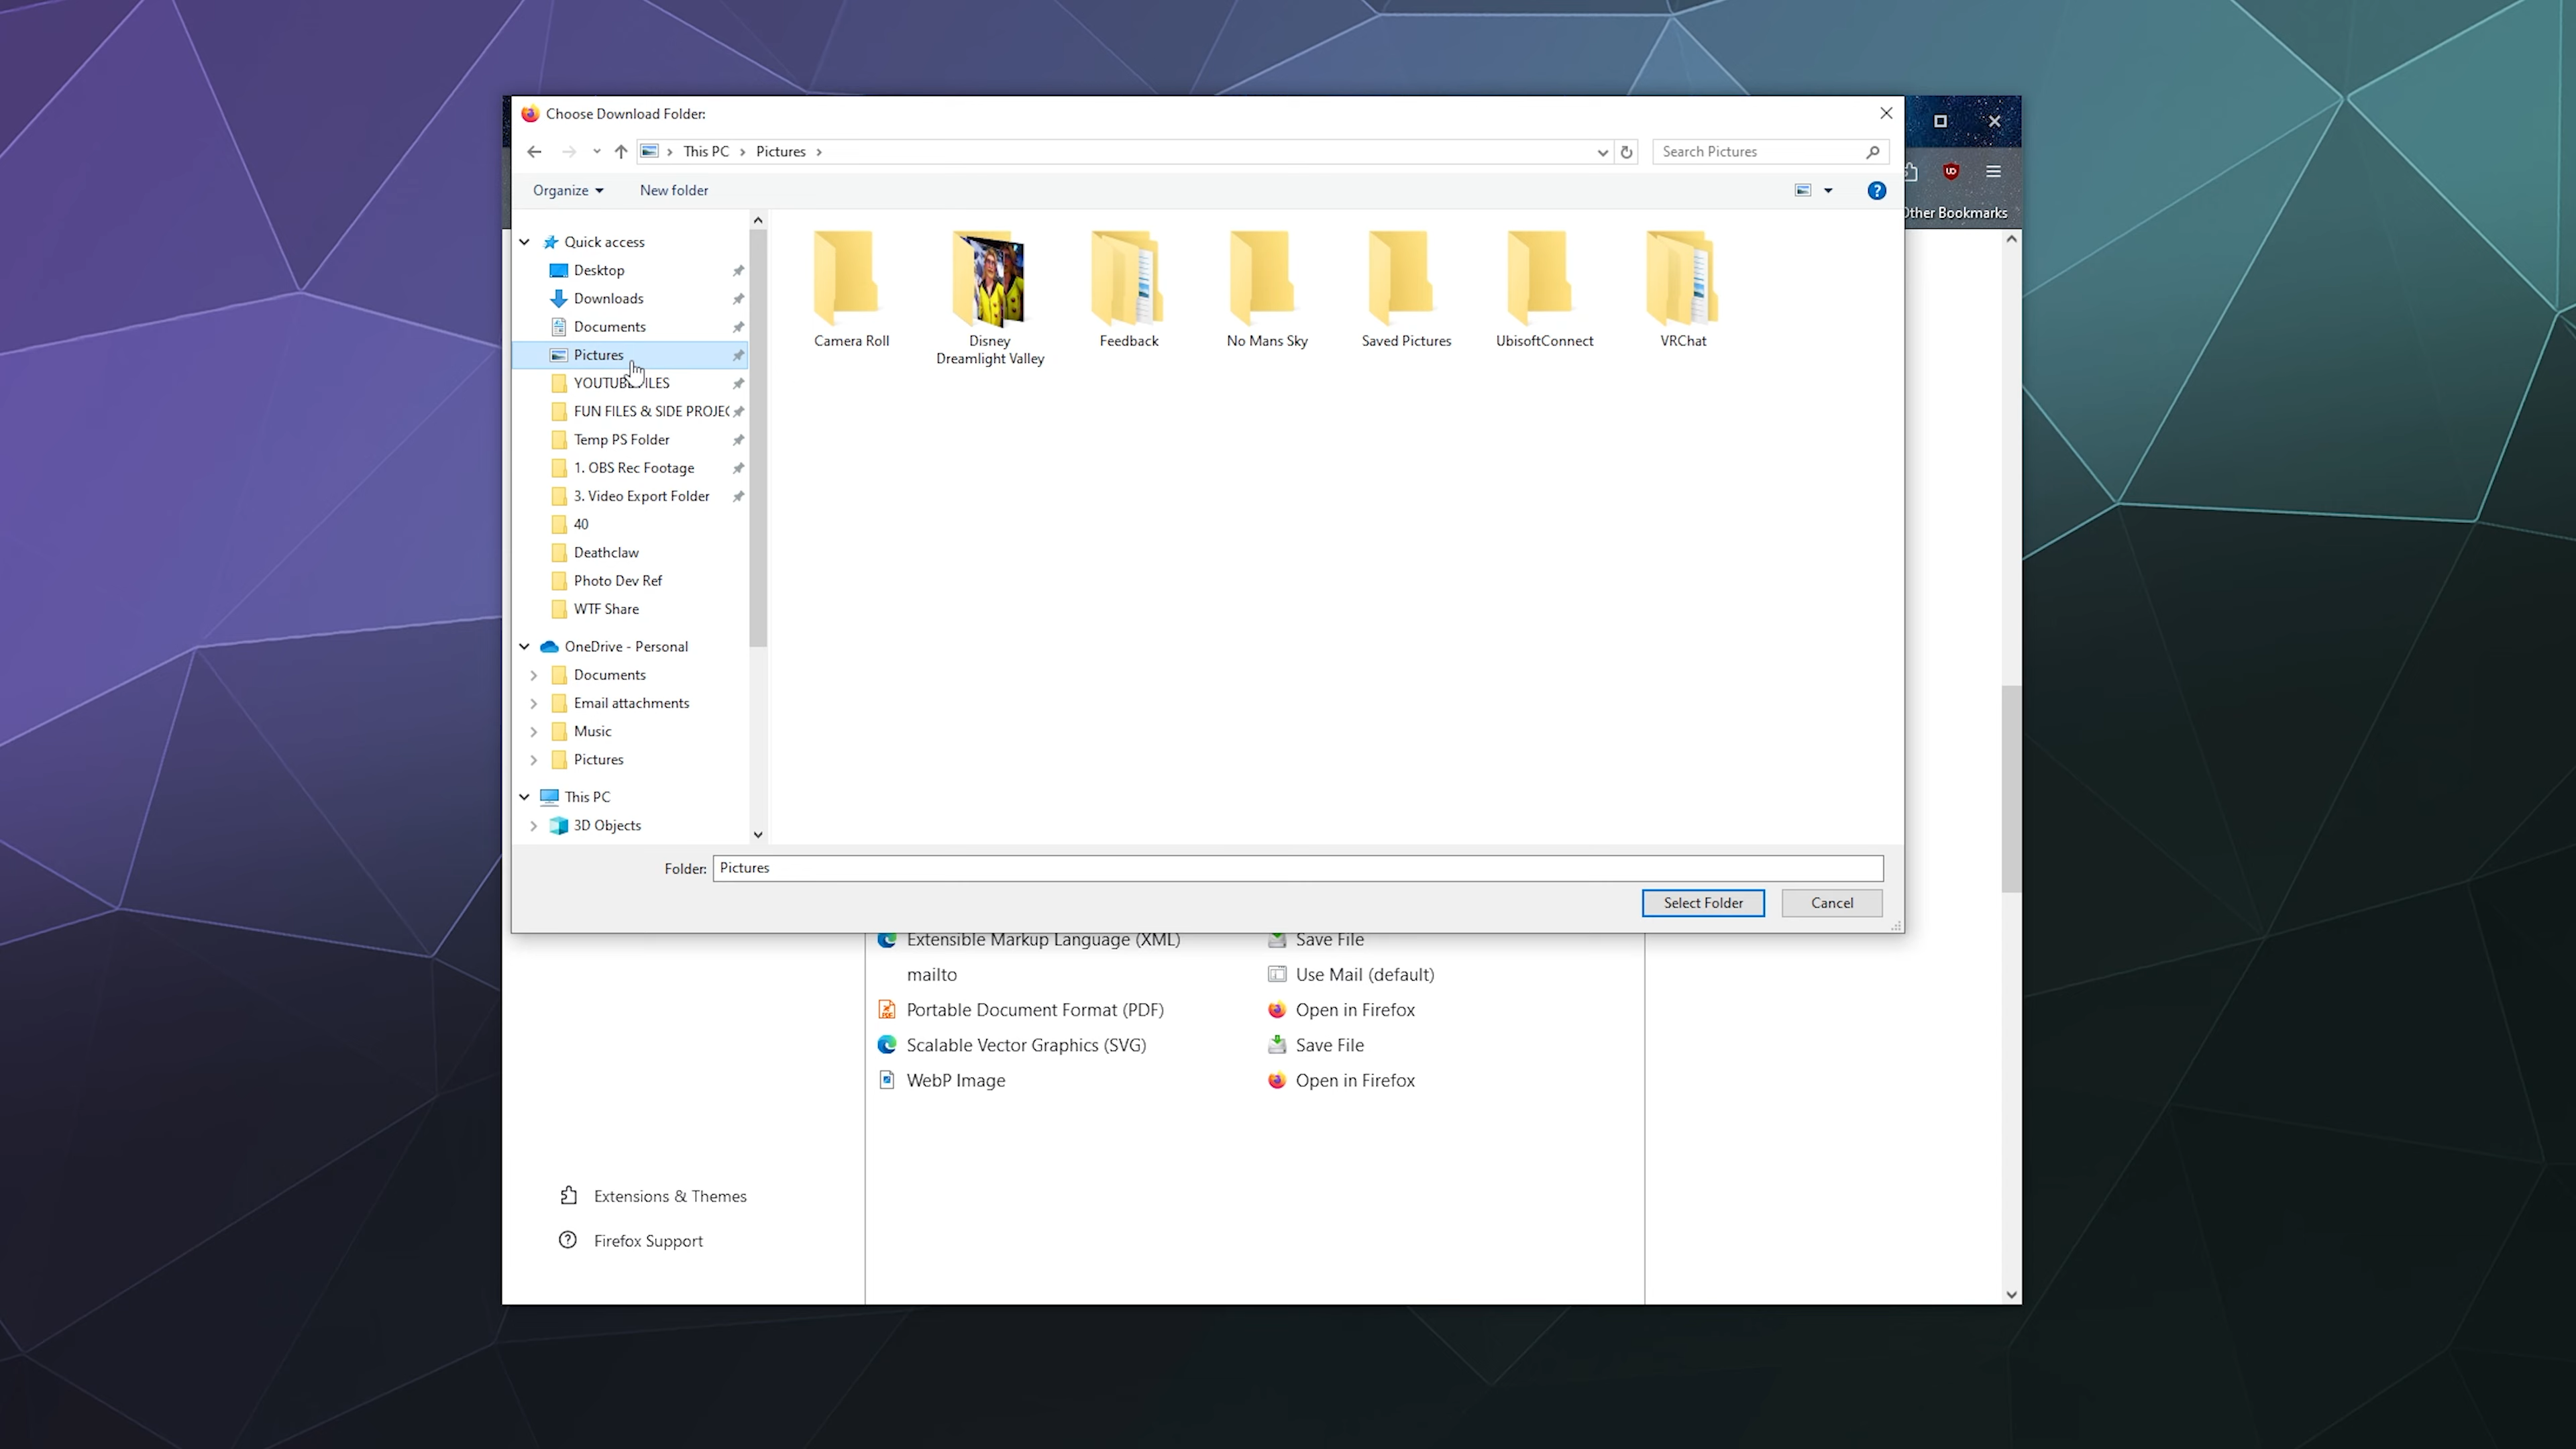 Choose Download Folder:
This PC
Pictures
Search Pictures
Organize
New folder
Other Bookmarks
Quick access
Desktop
Downloads
Documents
Pictures
YOUTUBE FILES
FUN FILES & SIDE PROJEC
Temp PS Folder
1. OBS Rec Footage
3. Video Export Folder
40
Deathclaw
Photo Dev Ref
WTF Share
OneDrive - Personal
Documents
Email attachments
Music
Pictures
This PC
3D Objects
Camera Roll
Disney
Dreamlight Valley
Feedback
No Mans Sky
Saved Pictures
UbisoftConnect
VRChat
Folder: Pictures
Select Folder
Cancel
Extensible Markup Language (XML) Save File
mailto Use Mail (default)
Portable Document Format (PDF) Open in Firefox
Scalable Vector Graphics (SVG) Save File
WebP Image Open in Firefox
Extensions & Themes
Firefox Support